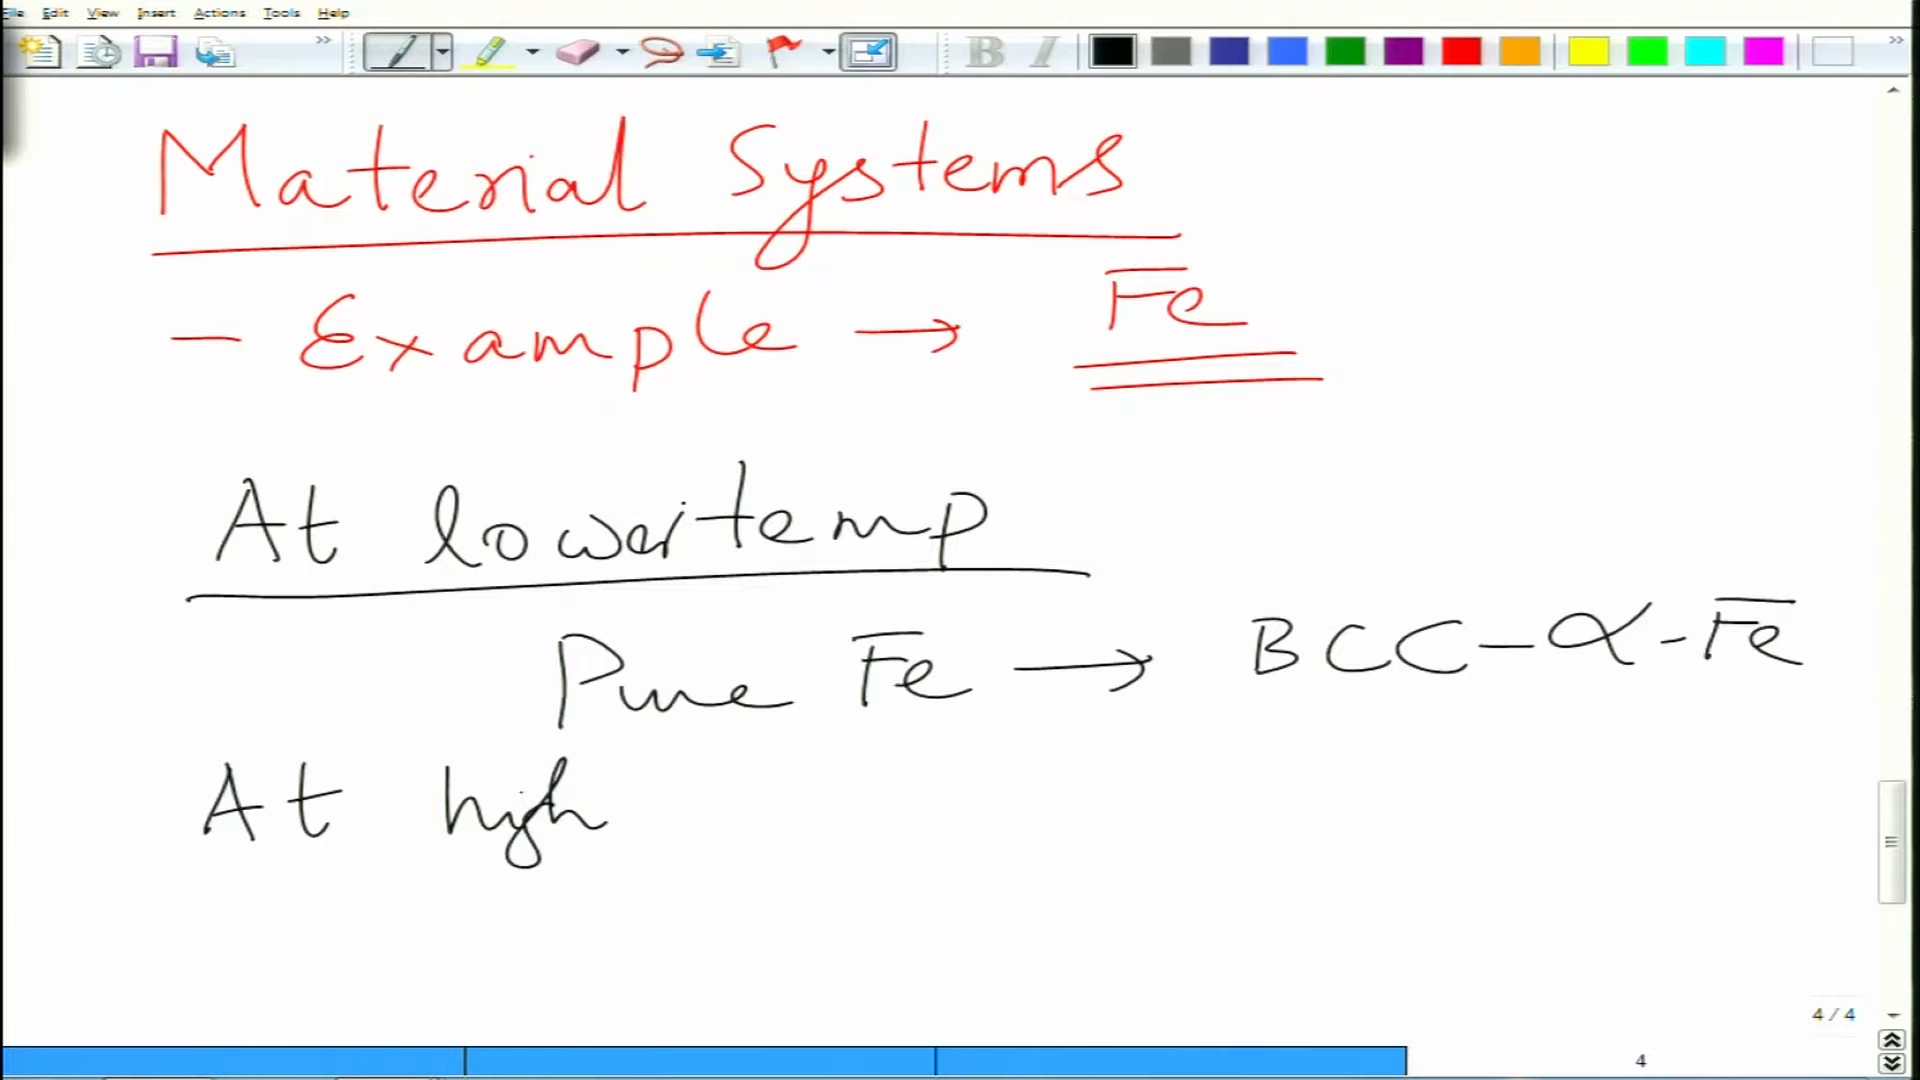 File Edit View Insert Actions Tools Help
B I
Material Systems
- Example → Fe
At lower temp
Pure Fe → BCC-α-Fe
At high
4/4
4